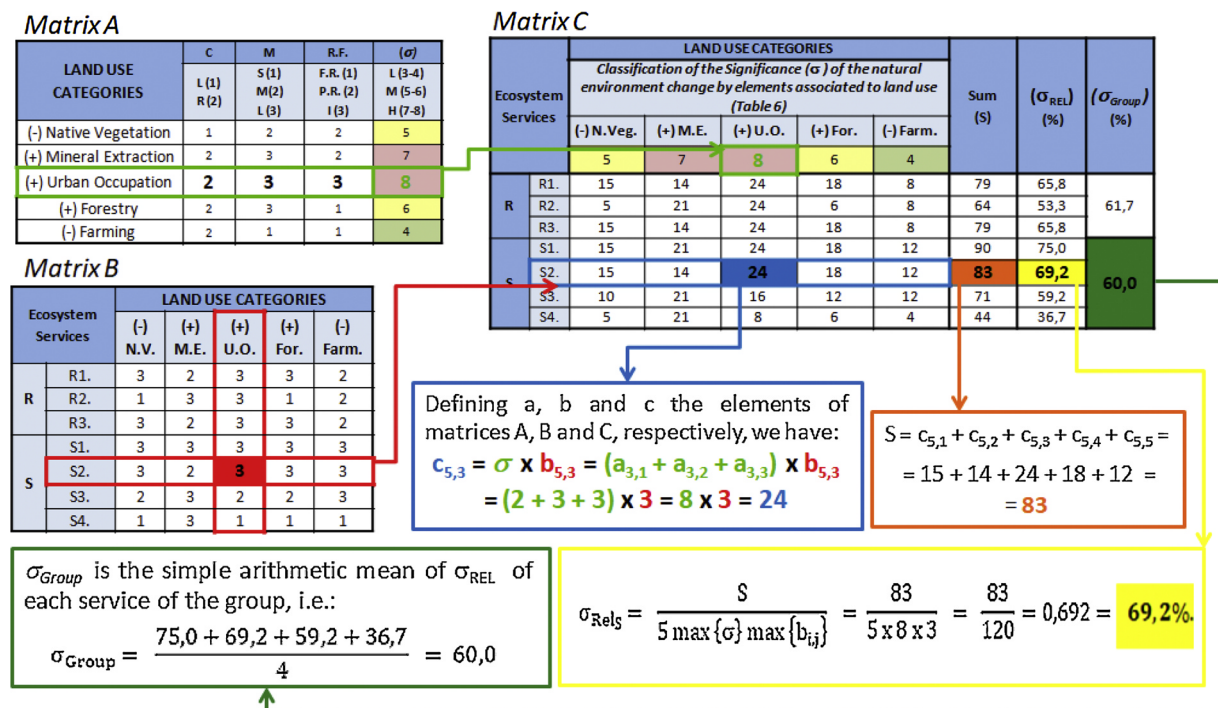 Matrix A
LAND USE CATEGORIES C M R.F. (σ)
L (1) R (2) S (1) M(2) L (3) F.R. (1) P.R. (2) I (3) L (3-4) M (5-6) H (7-8)
(-) Native Vegetation 1 2 2 5
(+) Mineral Extraction 2 3 2 7
(+) Urban Occupation 2 3 3 8
(+) Forestry 2 3 1 6
(-) Farming 2 1 1 4
Matrix B
Ecosystem Services LAND USE CATEGORIES
(-) N.V. (+) M.E. (+) U.O. (+) For. (-) Farm.
R R1. 3 2 3 3 2
R2. 1 3 3 1 2
R3. 3 2 3 3 2
S S1. 3 3 3 3 3
S2. 3 2 3 3 3
S3. 2 3 2 2 3
S4. 1 3 1 1 1
Matrix C
Ecosystem Services LAND USE CATEGORIES Sum (S) (σREL) (%) (σGroup) (%)
Classification of the Significance (σ) of the natural
environment change by elements associated to land use
(Table 6)
(-) N.Veg. (+) M.E. (+) U.O. (+) For. (-) Farm.
5 7 8 6 4
R R1. 15 14 24 18 8 79 65,8 61,7
R2. 5 21 24 6 8 64 53,3
R3. 15 14 24 18 8 79 65,8
S S1. 15 21 24 18 12 90 75,0 60,0
S2. 15 14 24 18 12 83 69,2
S3. 10 21 16 12 12 71 59,2
S4. 5 21 8 6 4 44 36,7
Defining a, b and c the elements of
matrices A, B and C, respectively, we have:
c5,3 = σ x b5,3 = (a3,1 + a3,2 + a3,3) x b5,3
= (2 + 3 + 3) x 3 = 8 x 3 = 24
S = c5,1 + c5,2 + c5,3 + c5,4 + c5,5 =
= 15 + 14 + 24 + 18 + 12 =
= 83
σGroup is the simple arithmetic mean of σREL of
each service of the group, i.e.:
σGroup = 75,0 + 69,2 + 59,2 + 36,7 / 4 = 60,0
σRelS = S / 5 max{σ} max{bi,j} = 83 / 5 x 8 x 3 = 83 / 120 = 0,692 = 69,2%.